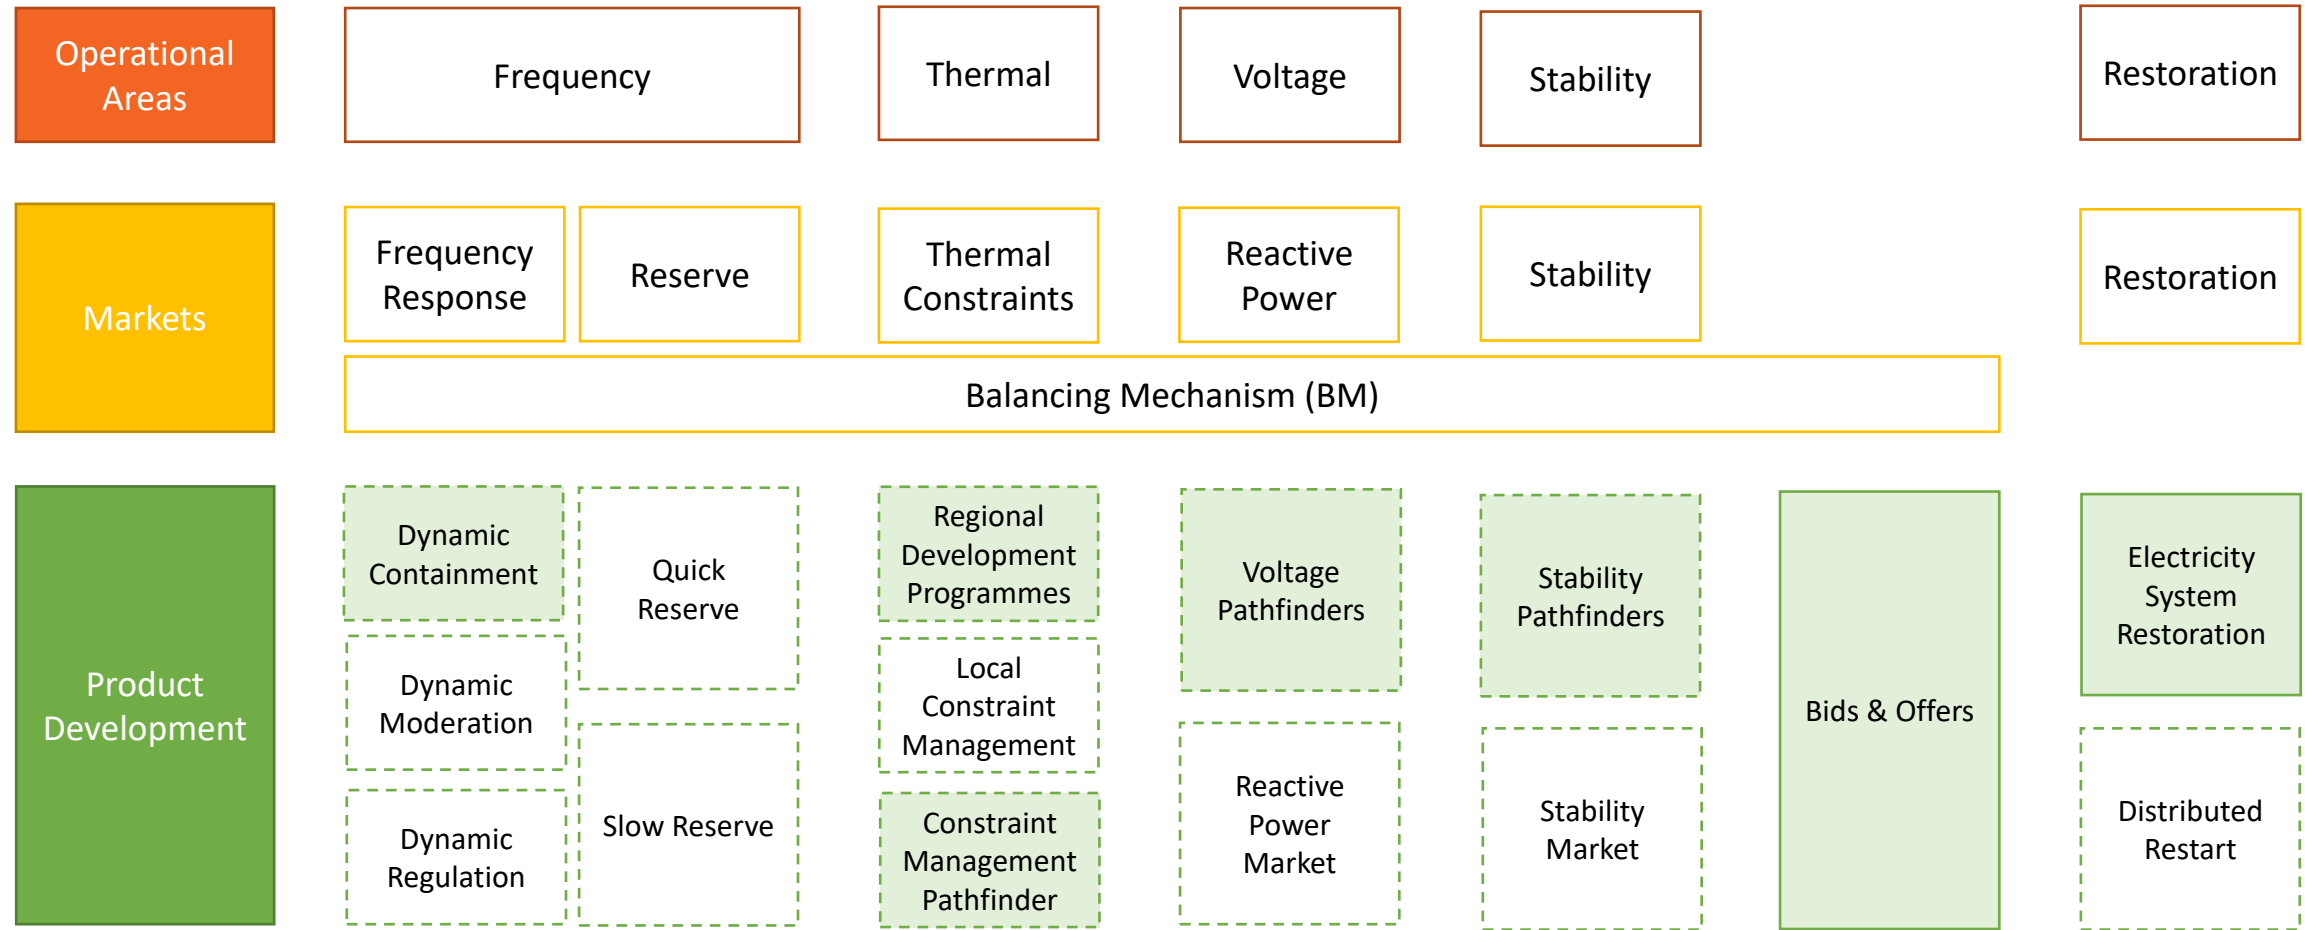 Operational
Areas
Frequency
Thermal
Voltage
Stability
Restoration
Markets
Frequency
Response
Reserve
Thermal
Constraints
Reactive
Power
Stability
Restoration
Balancing Mechanism (BM)
Product
Development
Dynamic
Containment
Dynamic
Moderation
Dynamic
Regulation
Quick
Reserve
Slow Reserve
Regional
Development
Programmes
Local
Constraint
Management
Constraint
Management
Pathfinder
Voltage
Pathfinders
Reactive
Power
Market
Stability
Pathfinders
Stability
Market
Bids & Offers
Electricity
System
Restoration
Distributed
Restart